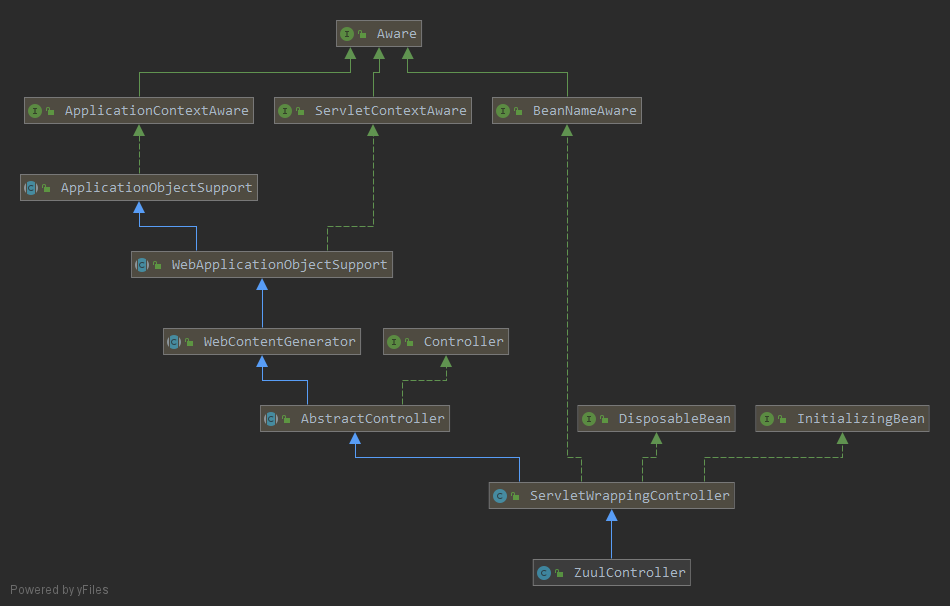 Aware
ApplicationContextAware
ServletContextAware
BeanNameAware
ApplicationObjectSupport
WebApplicationObjectSupport
WebContentGenerator
Controller
AbstractController
DisposableBean
InitializingBean
ServletWrappingController
ZuulController
Powered by yFiles